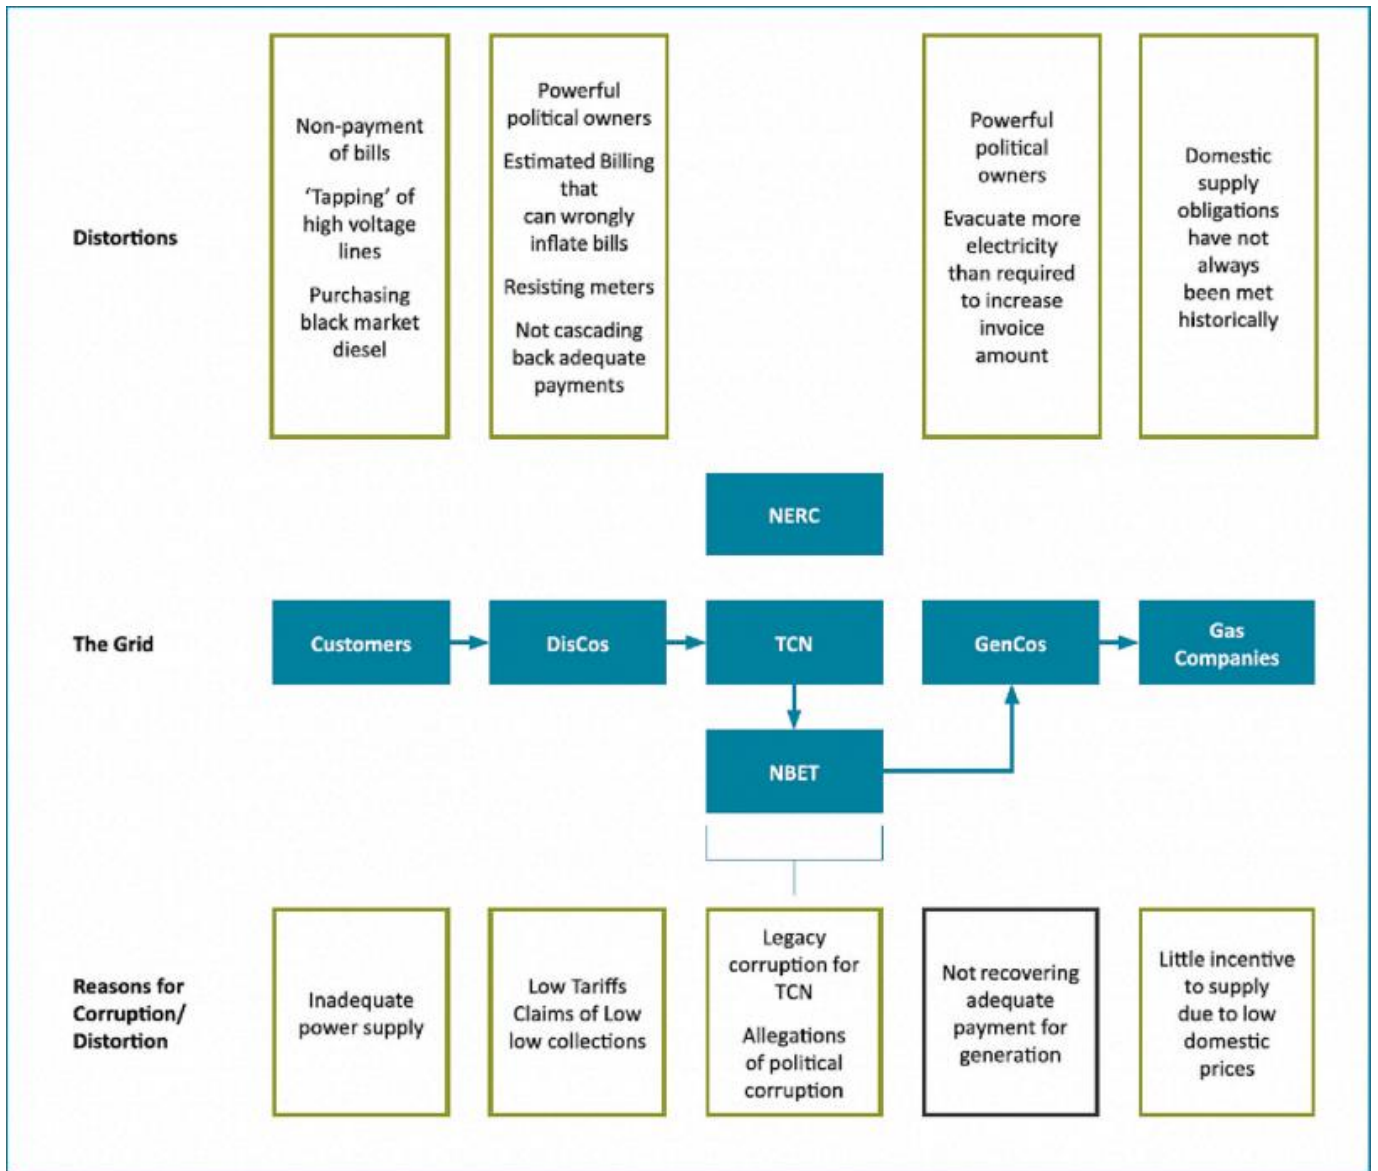 Distortions
Non-payment
of bills
‘Tapping’ of
high voltage
lines
Purchasing
black market
diesel
Powerful
political owners
Estimated Billing
that
can wrongly
inflate bills
Resisting meters
Not cascading
back adequate
payments
Powerful
political
owners
Evacuate more
electricity
than required
to increase
invoice
amount
Domestic
supply
obligations
have not
always
been met
historically
NERC
The Grid
Customers
DisCos
TCN
GenCos
Gas
Companies
NBET
Reasons for
Corruption/
Distortion
Inadequate
power supply
Low Tariffs
Claims of Low
low collections
Legacy
corruption for
TCN
Allegations
of political
corruption
Not recovering
adequate
payment for
generation
Little incentive
to supply
due to low
domestic
prices